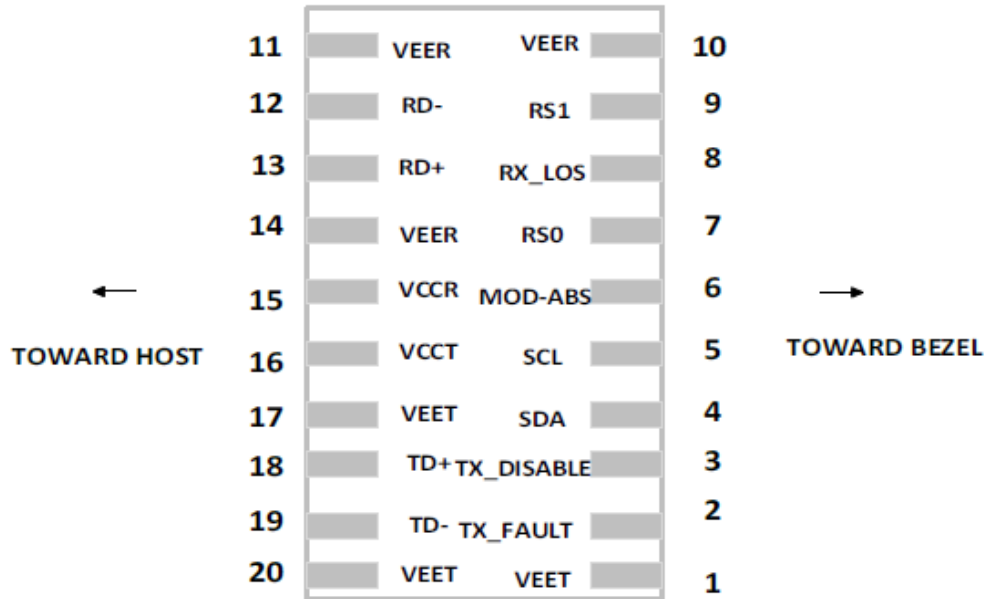 11 VEER VEER 10
12 RD- RS1 9
13 RD+ RX_LOS 8
14 VEER RS0 7
15 VCCR MOD-ABS 6
TOWARD HOST 16 VCCT SCL 5 TOWARD BEZEL
17 VEET SDA 4
18 TD+ TX_DISABLE 3
19 TD- TX_FAULT 2
20 VEET VEET 1